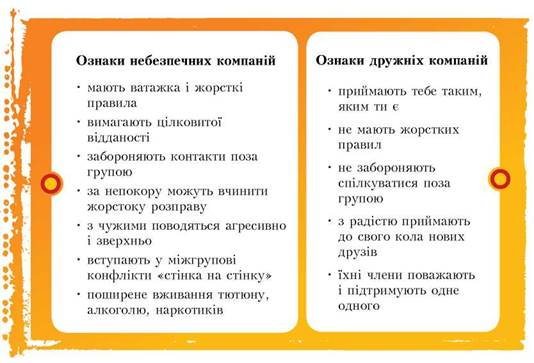 Ознаки небезпечних компаній
• мають ватажка і жорсткі
правила
• вимагають цілковитої
відданості
• забороняють контакти поза
групою
• за непокору можуть вчинити
жорстоку розправу
• з чужими поводяться агресивно
і зверхньо
• вступають у міжгрупові
конфлікти «стінка на стінку»
• поширене вживання тютюну,
алкоголю, наркотиків
Ознаки дружніх компаній
• приймають тебе таким,
яким ти є
• не мають жорстких
правил
• не забороняють
спілкуватися поза
групою
• з радістю приймають
до свого кола нових
друзів
• їхні члени поважають
і підтримують одне
одного